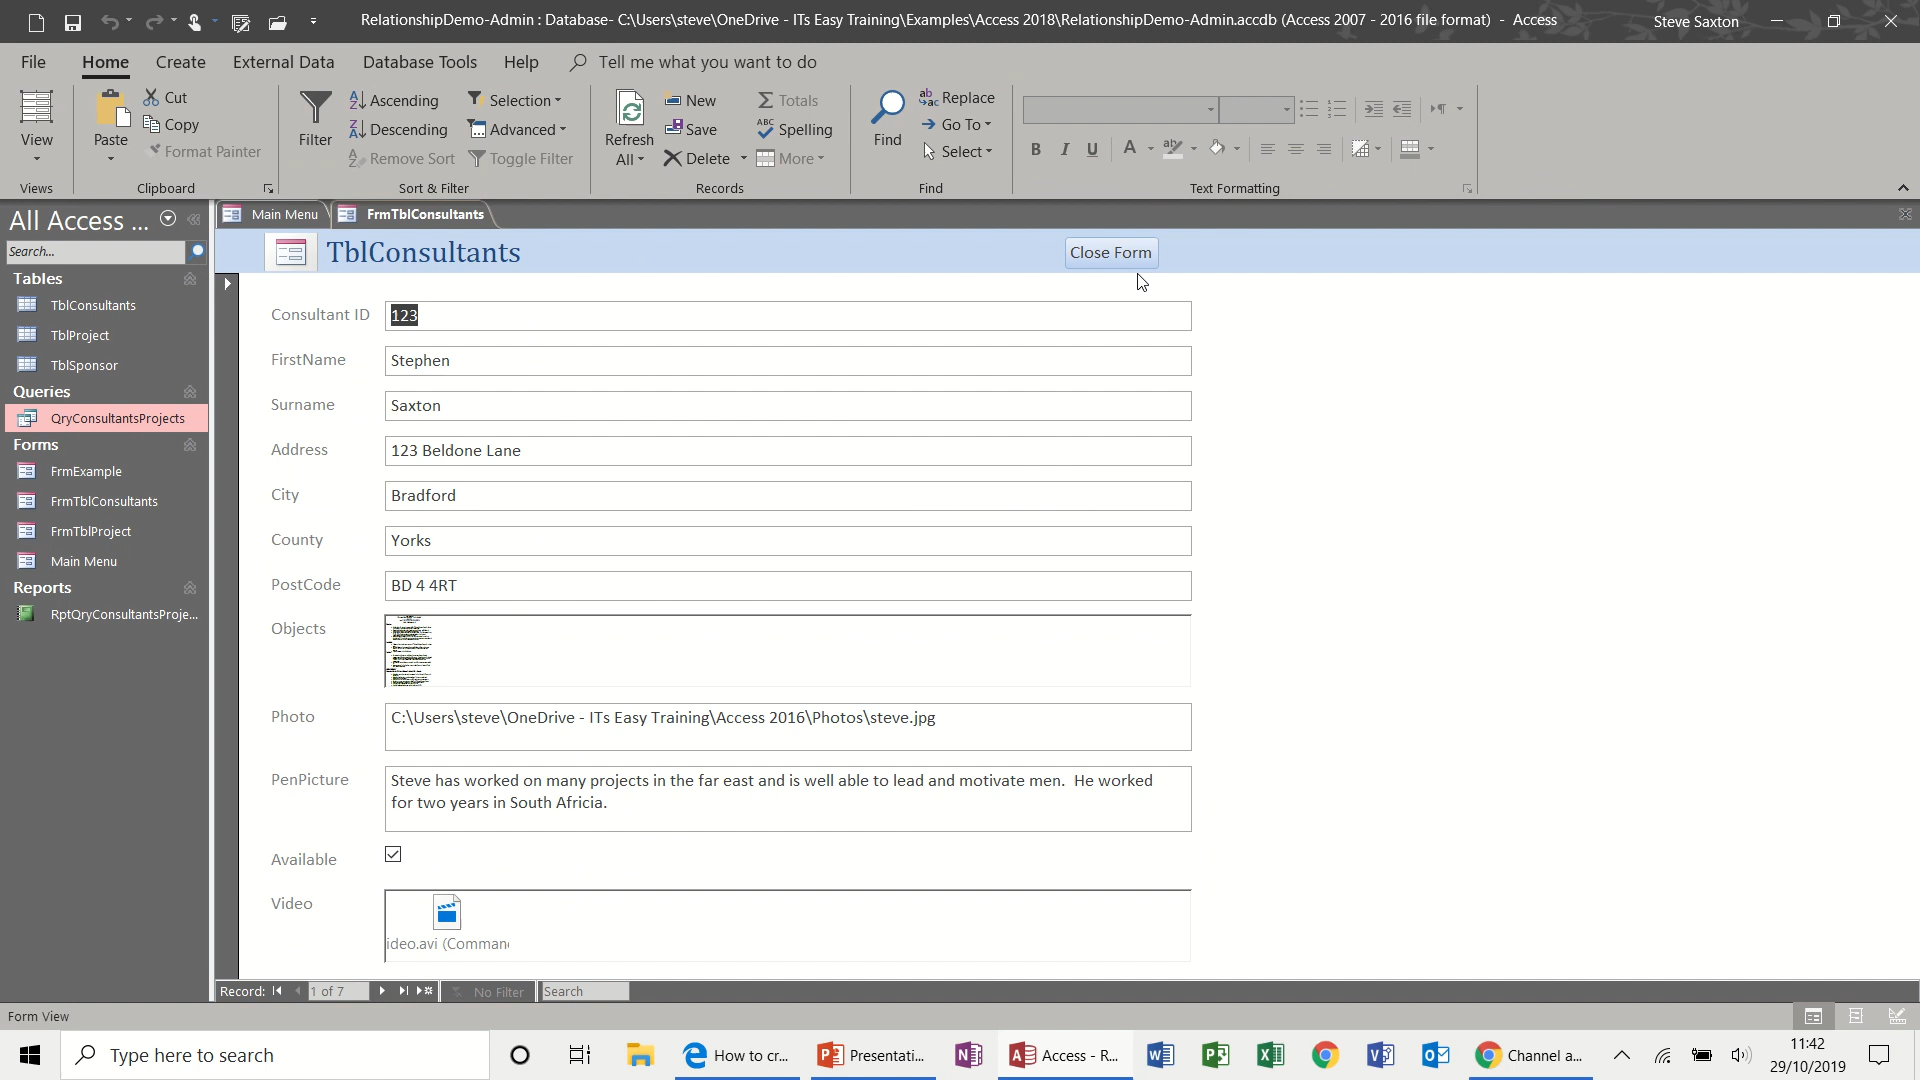 RelationshipDemo-Admin : Database- C:\Users\steve\OneDrive - ITs Easy Training\Examples\Access 2018\RelationshipDemo-Admin.accdb (Access 2007 - 2016 file format) - Access
Steve Saxton
File Home Create External Data Database Tools Help Tell me what you want to do
View
Views
Paste
Cut
Copy
Format Painter
Clipboard
Filter
Ascending
Descending
Remove Sort
Selection
Advanced
Toggle Filter
Sort & Filter
Refresh
All
New
Save
Delete
Totals
Spelling
More
Records
Find
Replace
Go To
Select
Find
B I U A
Text Formatting
All Access ...
Search...
Tables
TblConsultants
TblProject
TblSponsor
Queries
QryConsultantsProjects
Forms
FrmExample
FrmTblConsultants
FrmTblProject
Main Menu
Reports
RptQryConsultantsProje...
Main Menu FrmTblConsultants
TblConsultants
Close Form
Consultant ID 123
FirstName Stephen
Surname Saxton
Address 123 Beldone Lane
City Bradford
County Yorks
PostCode BD 4 4RT
Objects
Photo C:\Users\steve\OneDrive - ITs Easy Training\Access 2016\Photos\steve.jpg
PenPicture Steve has worked on many projects in the far east and is well able to lead and motivate men. He worked
for two years in South Africia.
Available
Video
ideo.avi (Comman
Record: 1 of 7 No Filter Search
Form View
Type here to search
How to cr...
Presentati...
Access - R...
Channel a...
11:42
29/10/2019